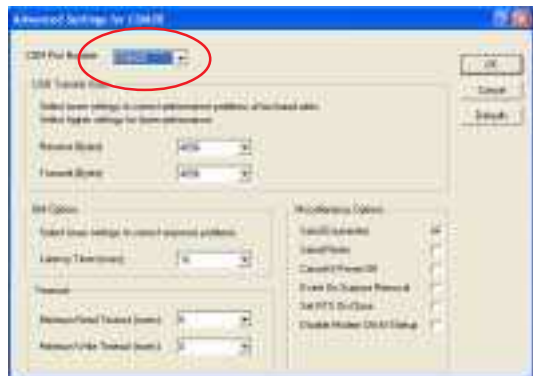 Advanced Settings for
COM Port Number
OK
Cancel
Defaults
USB Transfer Sizes
Select lower settings to correct performance problems at low baud rates.
Select higher settings for faster performance.
Receive (Bytes): 4096
Transmit (Bytes): 4096
BM Options
Select lower settings to correct response problems.
Latency Timer (msec): 16
Timeouts
Minimum Read Timeout (msec): 0
Minimum Write Timeout (msec): 0
Miscellaneous Options
Serial Enumerator
Serial Printer
Cancel If Power Off
Event On Surprise Removal
Set RTS On Close
Disable Modem Ctrl At Startup